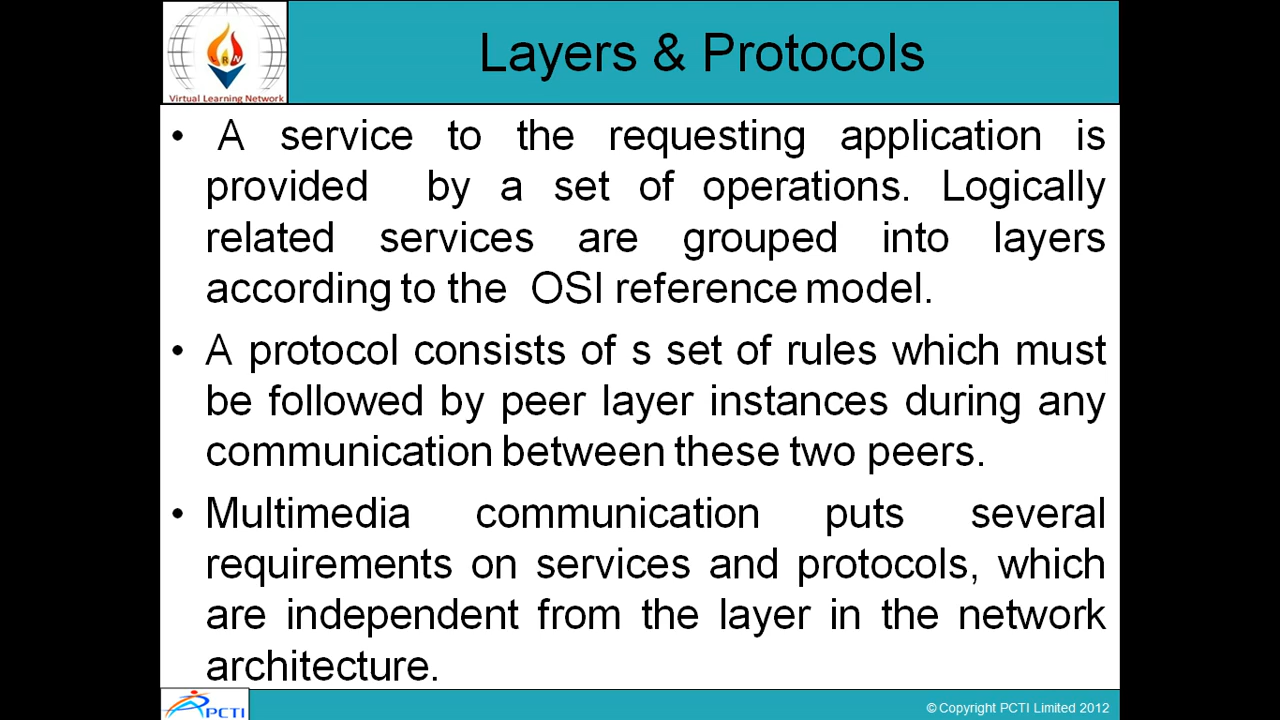 Layers & Protocols
LRN
Virtual Learning Network
• A service to the requesting application is
provided by a set of operations. Logically
related services are grouped into layers
according to the OSI reference model.
• A protocol consists of s set of rules which must
be followed by peer layer instances during any
communication between these two peers.
• Multimedia communication puts several
requirements on services and protocols, which
are independent from the layer in the network
architecture.
PCTI
© Copyright PCTI Limited 2012